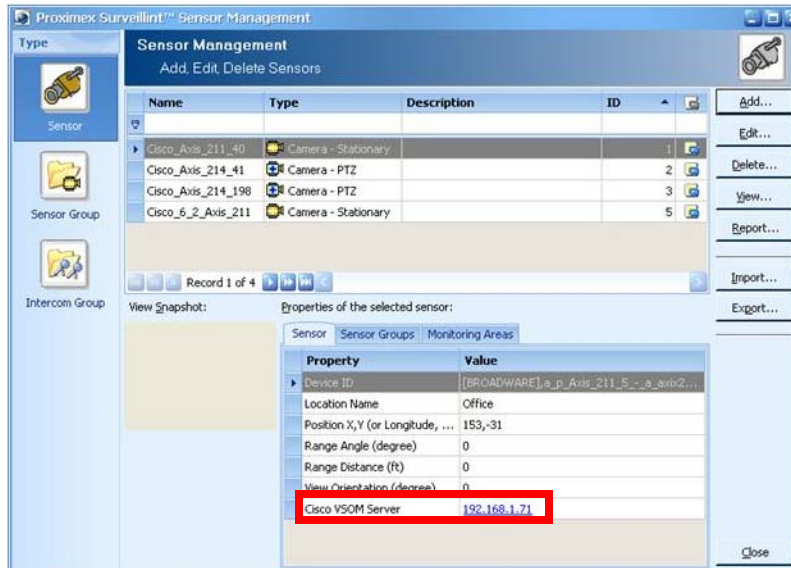 Proximex Surveillint™ Sensor Management
Type
Sensor
Sensor Group
Intercom Group
Sensor Management
Add, Edit, Delete Sensors
Name Type Description ID
Cisco_Axis_211_40 Camera - Stationary 1
Cisco_Axis_214_41 Camera - PTZ 2
Cisco_Axis_214_198 Camera - PTZ 3
Cisco_6_2_Axis_211 Camera - Stationary 5
Record 1 of 4
View Snapshot:
Properties of the selected sensor:
Sensor Sensor Groups Monitoring Areas
Property Value
Device ID [BROADWARE],a_p_Axis_211_5_-_a_axix2...
Location Name Office
Position X,Y (or Longitude, ... 153,-31
Range Angle (degree) 0
Range Distance (ft) 0
View Orientation (degree) 0
Cisco VSOM Server 192.168.1.71
Add...
Edit...
Delete...
View...
Report...
Import...
Export...
Close